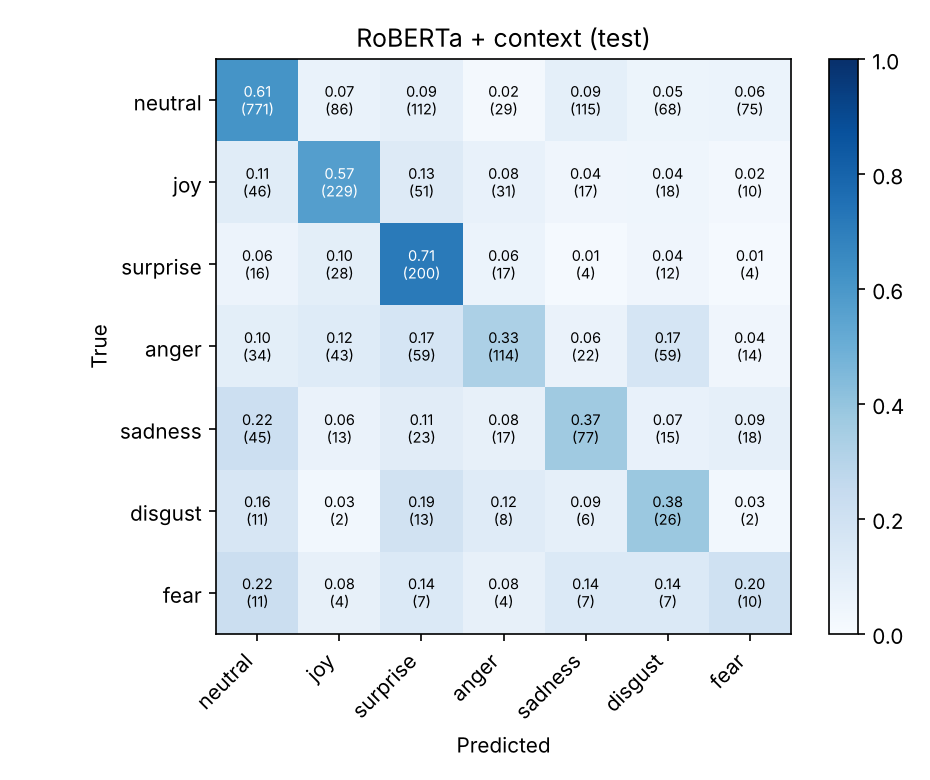 RoBERTa + context (test)
neutral 0.61 0.07 0.09 0.02 0.09 0.05 0.06
(771) (86) (112) (29) (115) (68) (75)
joy 0.11 0.57 0.13 0.08 0.04 0.04 0.02
(46) (229) (51) (31) (17) (18) (10)
surprise 0.06 0.10 0.71 0.06 0.01 0.04 0.01
(16) (28) (200) (17) (4) (12) (4)
anger 0.10 0.12 0.17 0.33 0.06 0.17 0.04
(34) (43) (59) (114) (22) (59) (14)
sadness 0.22 0.06 0.11 0.08 0.37 0.07 0.09
(45) (13) (23) (17) (77) (15) (18)
disgust 0.16 0.03 0.19 0.12 0.09 0.38 0.03
(11) (2) (13) (8) (6) (26) (2)
fear 0.22 0.08 0.14 0.08 0.14 0.14 0.20
(11) (4) (7) (4) (7) (7) (10)
True
neutral joy surprise anger sadness disgust fear
Predicted
1.0
0.8
0.6
0.4
0.2
0.0